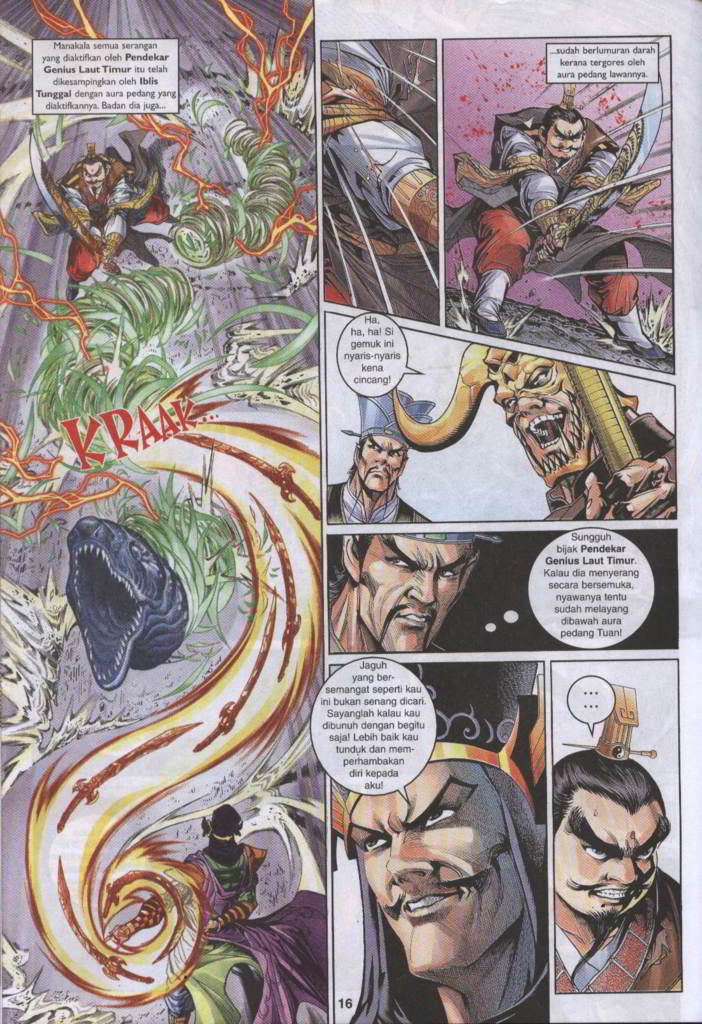 Manakala semua serangan
yang diaktifkan oleh Pendekar
Genius Laut Timur itu telah
dikesampingkan oleh Iblis
Tunggal dengan aura pedang yang
diaktifkannya. Badan dia juga...
...sudah berlumuran darah
kerana tergores oleh
aura pedang lawannya.
KRAAK...
Ha,
ha, ha! Si
gemuk ini
nyaris-nyaris
kena
cincang!
Sungguh
bijak Pendekar
Genius Laut Timur.
Kalau dia menyerang
secara bersemuka,
nyawanya tentu
sudah melayang
dibawah aura
pedang Tuan!
Jaguh
yang ber-
semangat seperti kau
ini bukan senang dicari.
Sayanglah kalau kau
dibunuh dengan begitu
saja! Lebih baik kau
tunduk dan mem-
perhambakan
diri kepada
aku!
...
...
16